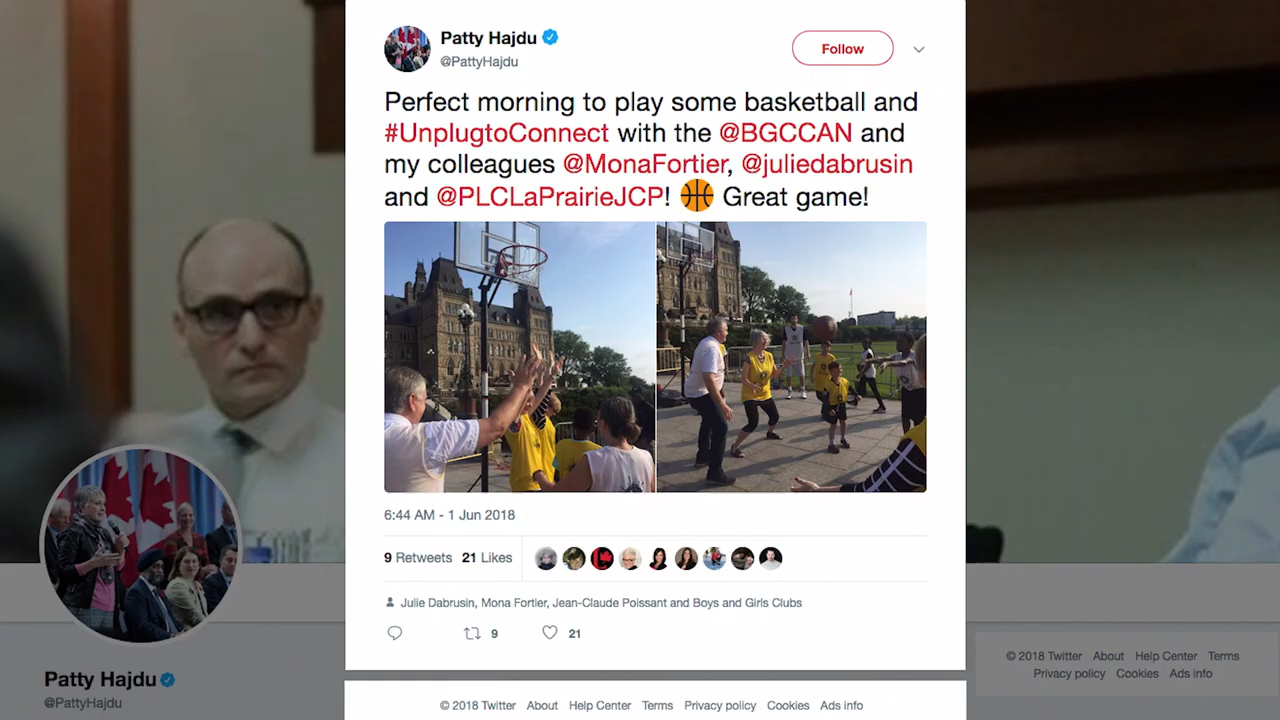 Patty Hajdu
@PattyHajdu
Follow
Perfect morning to play some basketball and
#UnplugtoConnect with the @BGCCAN and
my colleagues @MonaFortier, @juliedabrusin
and @PLCLaPrairieJCP! 🏀 Great game!
6:44 AM - 1 Jun 2018
9 Retweets 21 Likes
Julie Dabrusin, Mona Fortier, Jean-Claude Poissant and Boys and Girls Clubs
9 21
© 2018 Twitter About Help Center Terms Privacy policy Cookies Ads info
Patty Hajdu
@PattyHajdu
© 2018 Twitter About Help Center Terms
Privacy policy Cookies Ads info